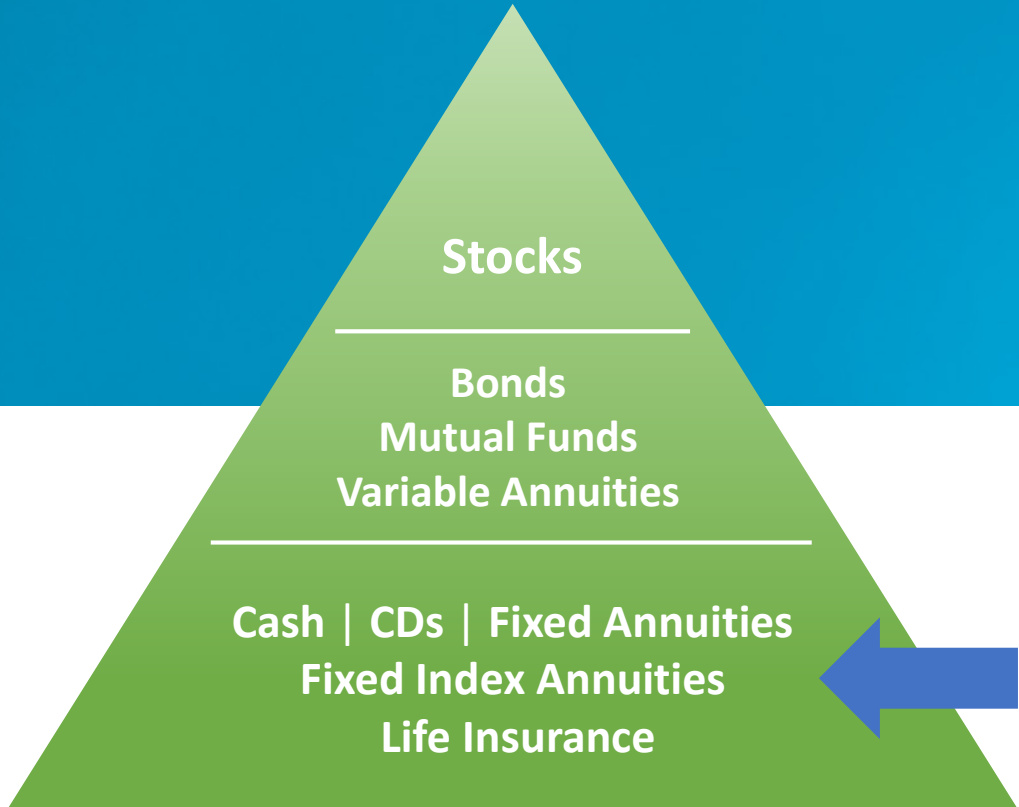 Stocks
Bonds
Mutual Funds
Variable Annuities
Cash | CDs | Fixed Annuities
Fixed Index Annuities
Life Insurance